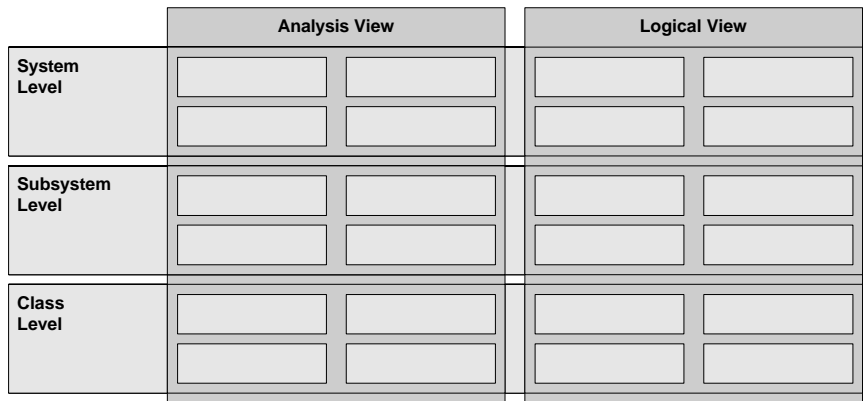 Analysis View
Logical View
System
Level
Subsystem
Level
Class
Level